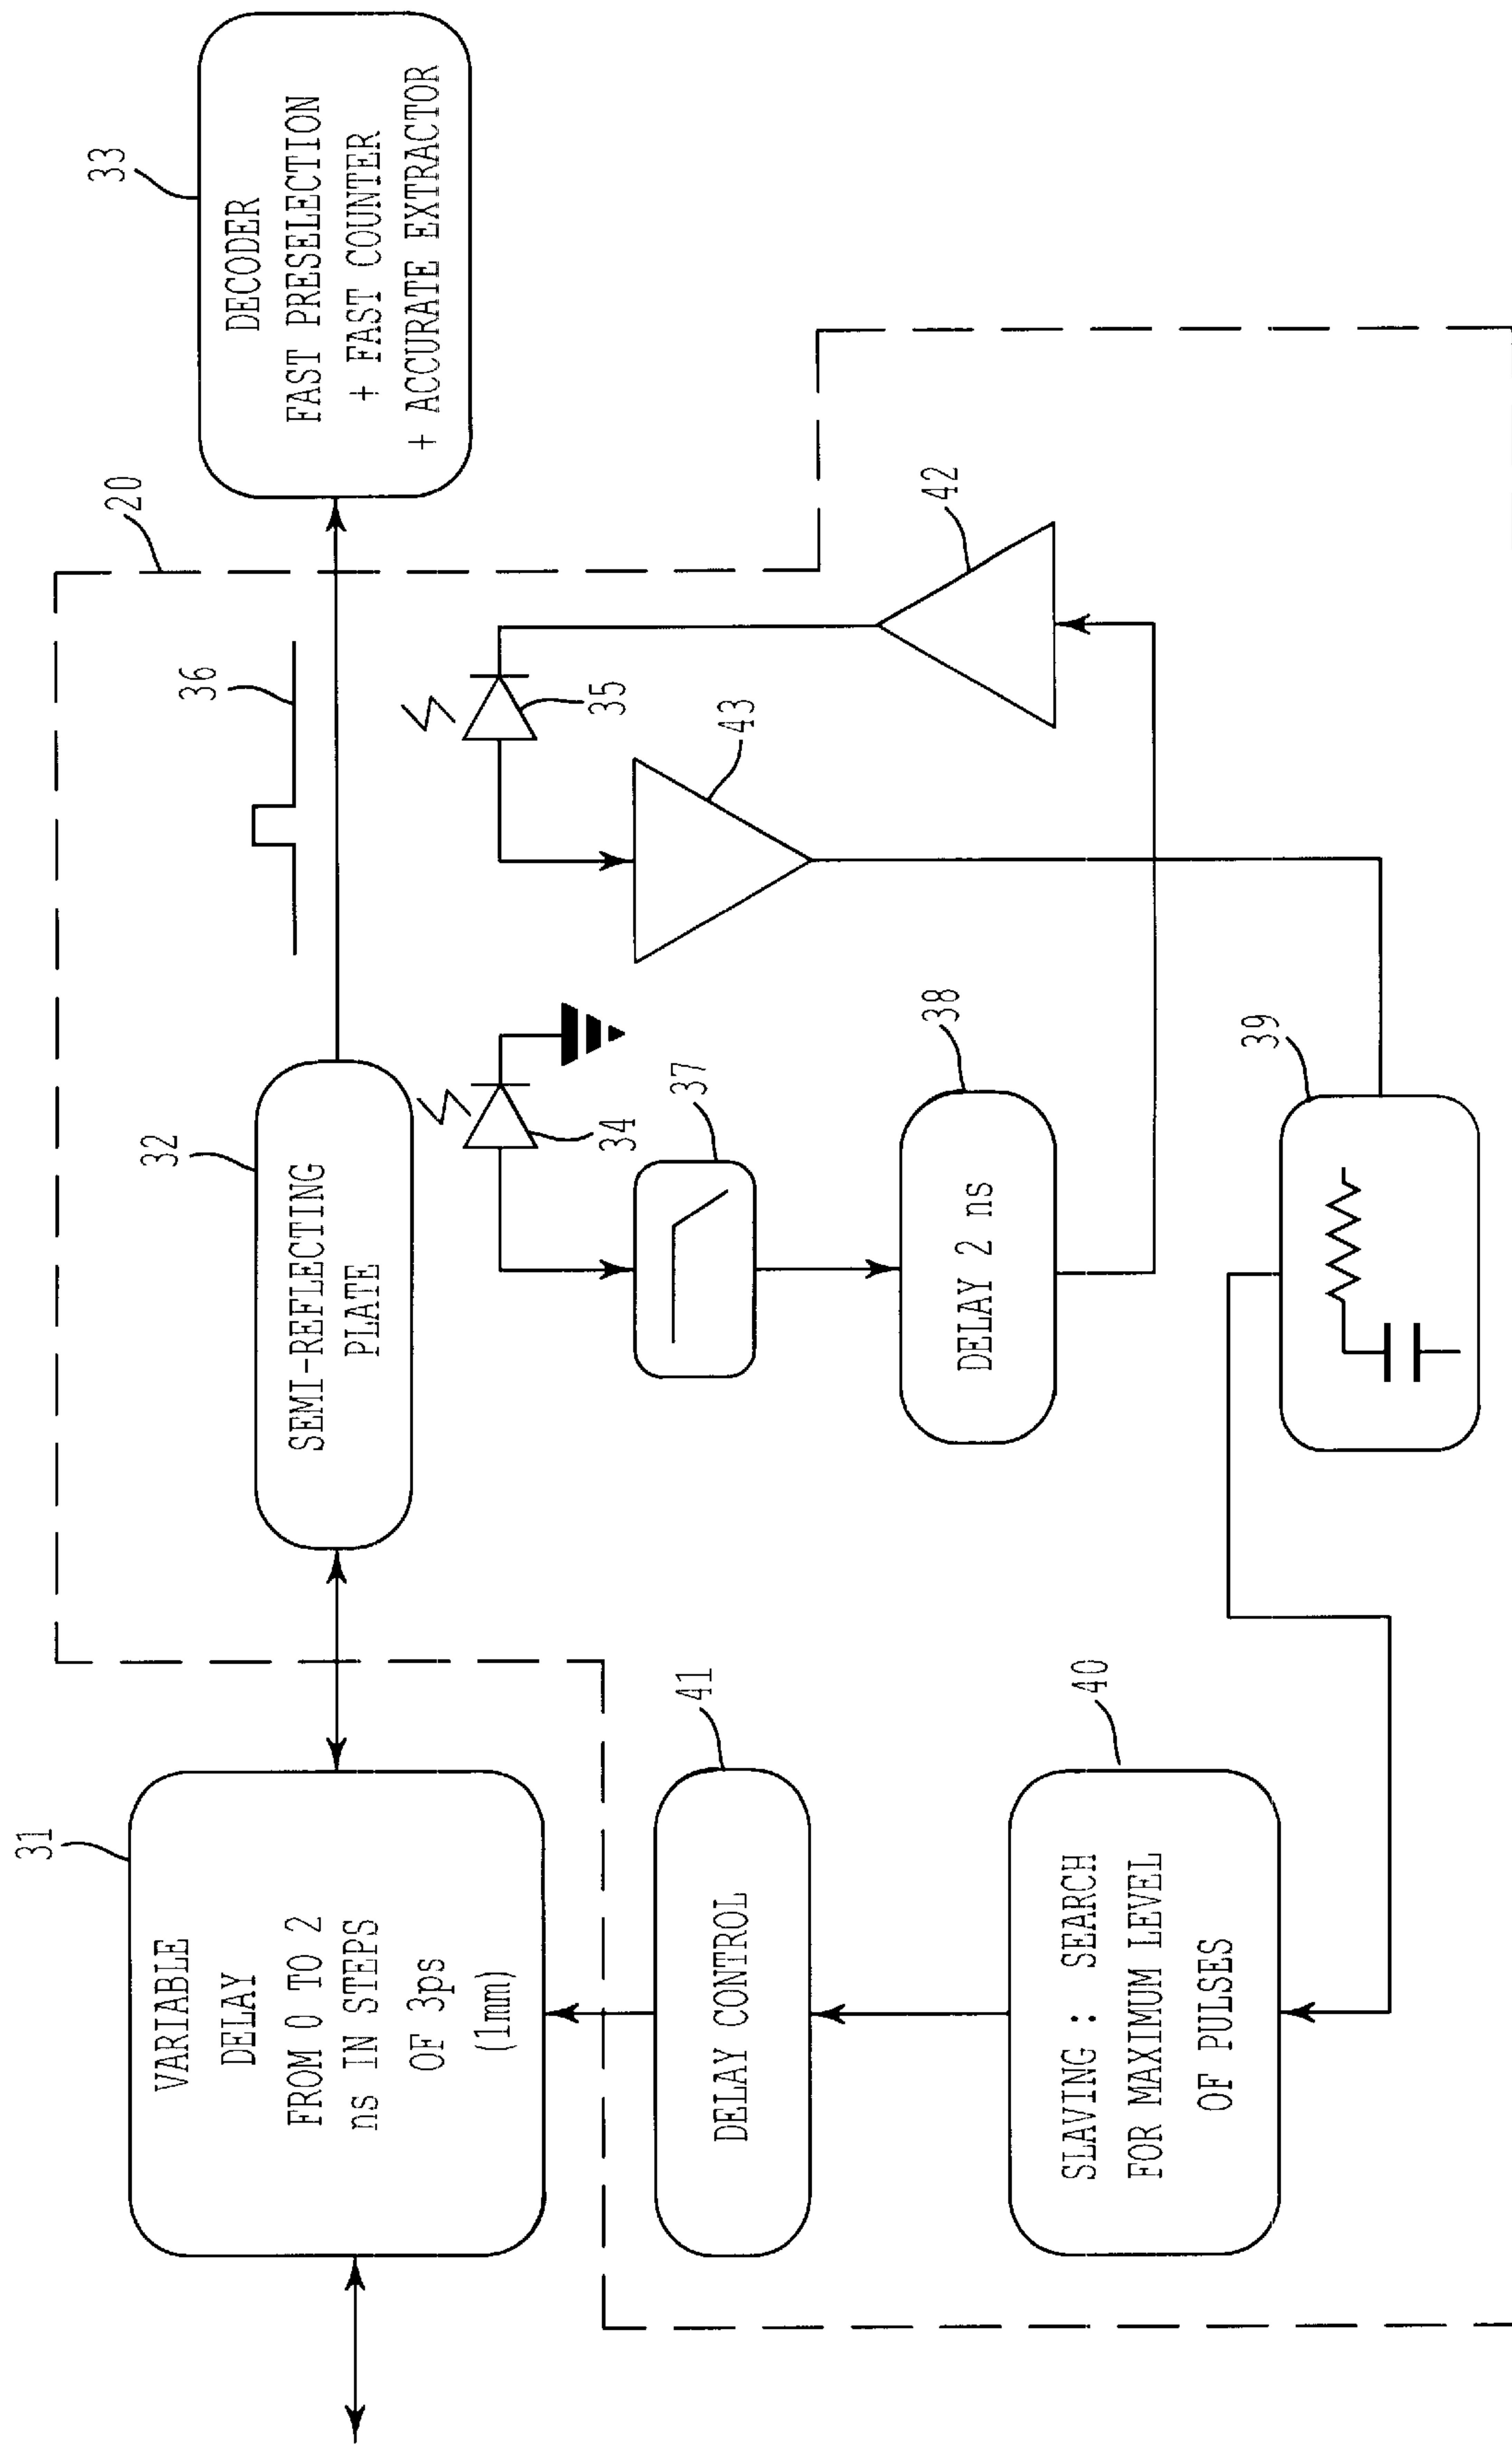 31
VARIABLE
DELAY
FROM 0 TO 2
ns IN STEPS
OF 3ps
(1mm)
32
SEMI-REFLECTING
PLATE
36
20
33
DECODER
FAST PRESELECTION
+ FAST COUNTER
+ ACCURATE EXTRACTOR
34
35
37
43
42
41
DELAY CONTROL
38
DELAY 2 ns
40
SLAVING : SEARCH
FOR MAXIMUM LEVEL
OF PULSES
39